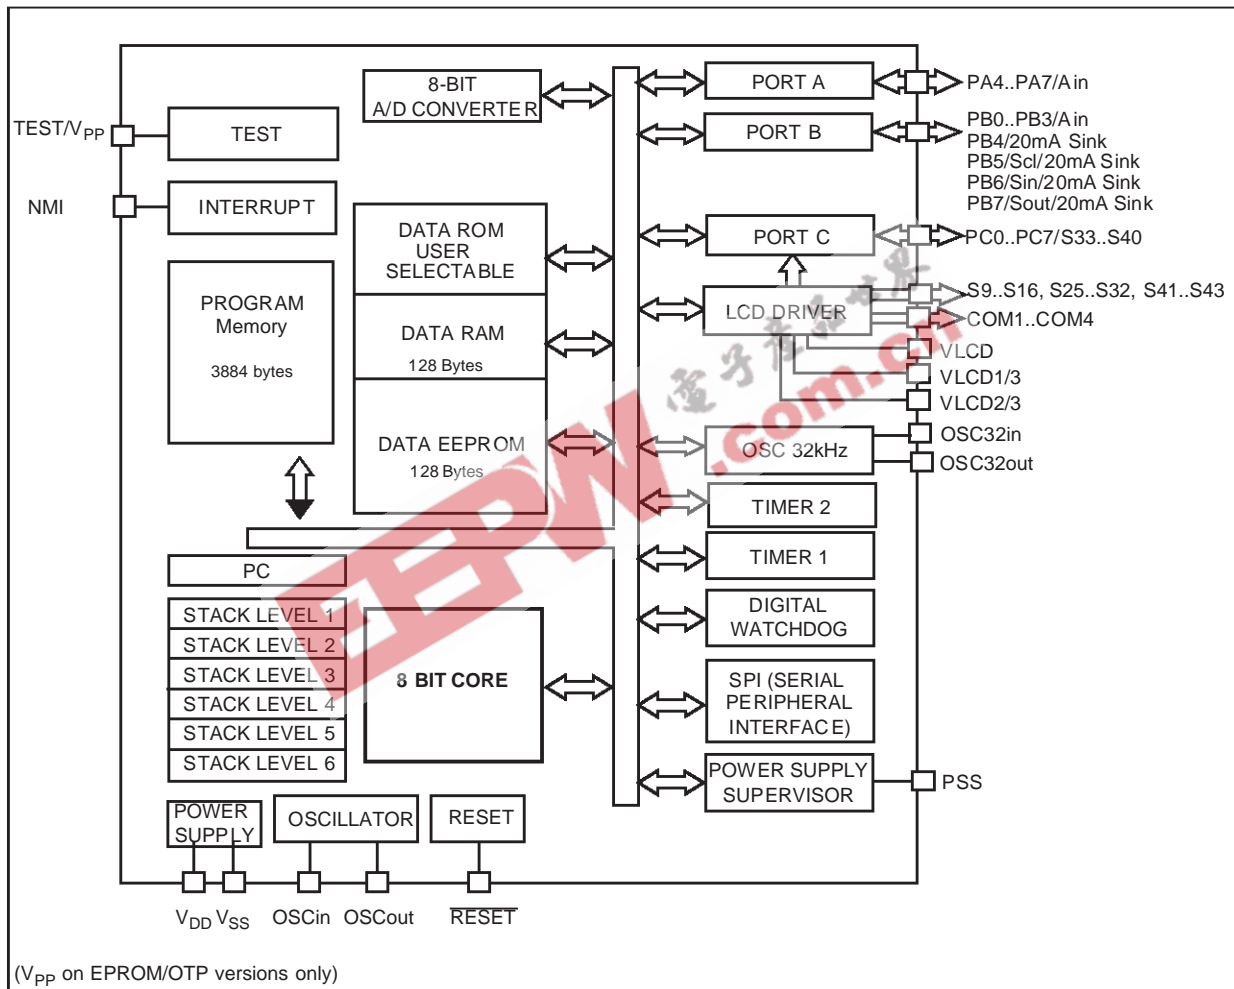 TEST/VPP
TEST
NMI
INTERRUPT
PROGRAM
Memory
3884 bytes
8-BIT
A/D CONVERTER
DATA ROM
USER
SELECTABLE
DATA RAM
128 Bytes
DATA EEPROM
128 Bytes
PC
STACK LEVEL 1
STACK LEVEL 2
STACK LEVEL 3
STACK LEVEL 4
STACK LEVEL 5
STACK LEVEL 6
8 BIT CORE
POWER
SUPPLY
OSCILLATOR
RESET
VDD VSS OSCin OSCout RESET
PORT A
PA4..PA7/Ain
PORT B
PB0..PB3/Ain
PB4/20mA Sink
PB5/Scl/20mA Sink
PB6/Sin/20mA Sink
PB7/Sout/20mA Sink
PORT C
PC0..PC7/S33..S40
LCD DRIVER
S9..S16, S25..S32, S41..S43
COM1..COM4
VLCD
VLCD1/3
VLCD2/3
OSC 32kHz
OSC32in
OSC32out
TIMER 2
TIMER 1
DIGITAL
WATCHDOG
SPI (SERIAL
PERIPHERAL
INTERFACE)
POWER SUPPLY
SUPERVISOR
PSS
(VPP on EPROM/OTP versions only)
EEPW.com.cn
電子產品世界